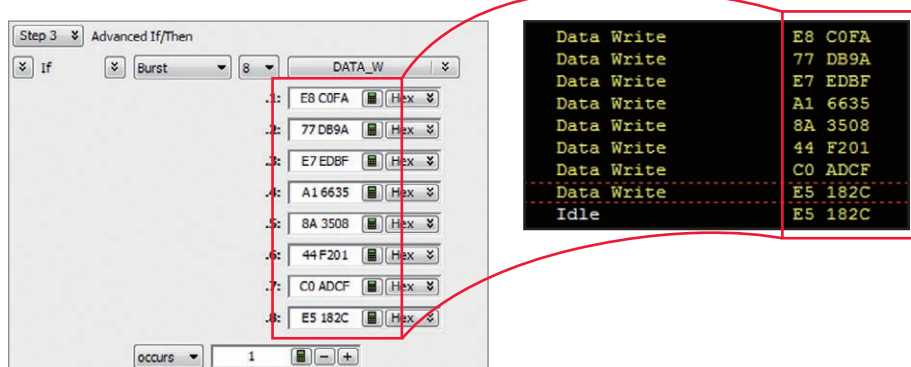 Step 3 Advanced If/Then
If Burst 8 DATA_W
.1: E8 C0FA Hex
.2: 77 DB9A Hex
.3: E7 EDBF Hex
.4: A1 6635 Hex
.5: 8A 3508 Hex
.6: 44 F201 Hex
.7: C0 ADCF Hex
.8: E5 182C Hex
occurs 1
Data Write E8 C0FA
Data Write 77 DB9A
Data Write E7 EDBF
Data Write A1 6635
Data Write 8A 3508
Data Write 44 F201
Data Write C0 ADCF
Data Write E5 182C
Idle E5 182C